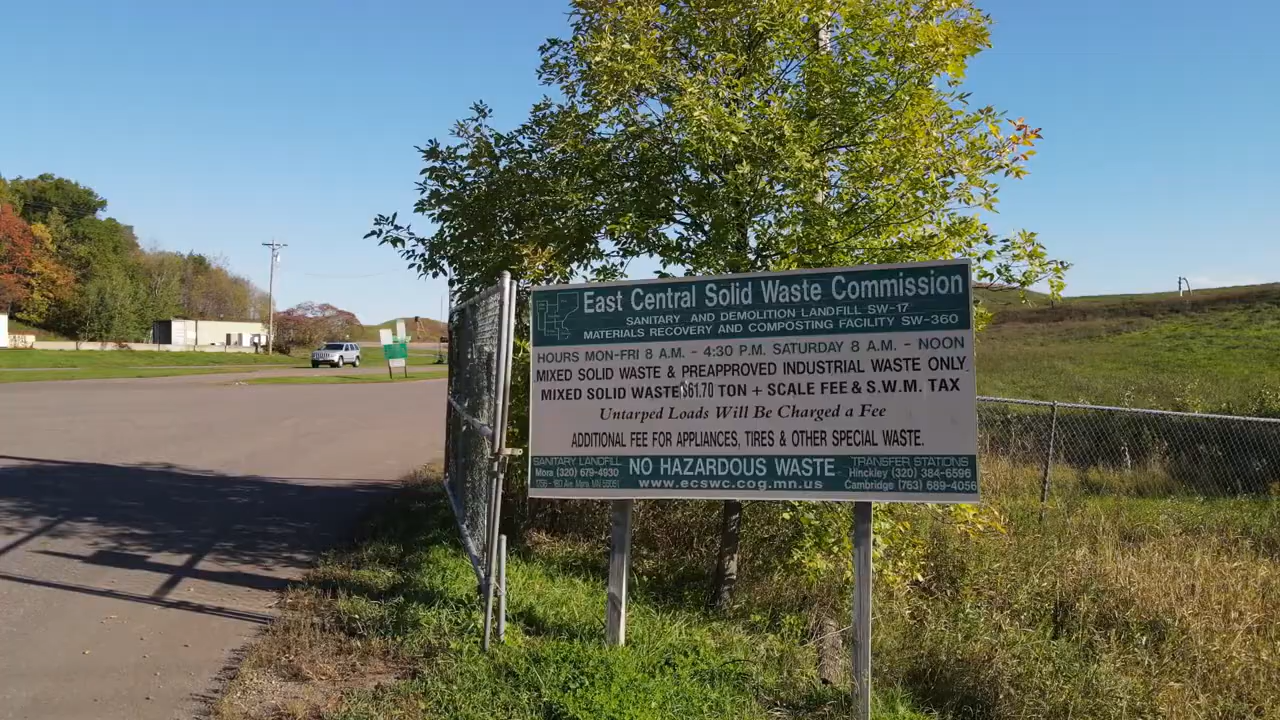 East Central Solid Waste Commission
SANITARY AND DEMOLITION LANDFILL SW-17
MATERIALS RECOVERY AND COMPOSTING FACILITY SW-360
HOURS MON-FRI 8 A.M. - 4:30 P.M. SATURDAY 8 A.M. - NOON
MIXED SOLID WASTE & PREAPPROVED INDUSTRIAL WASTE ONLY
MIXED SOLID WASTE $61.70 TON + SCALE FEE & S.W.M. TAX
Untarped Loads Will Be Charged a Fee
ADDITIONAL FEE FOR APPLIANCES, TIRES & OTHER SPECIAL WASTE.
SANITARY LANDFILL
Mora (320) 679-4930
NO HAZARDOUS WASTE
www.ecswc.cog.mn.us
TRANSFER STATIONS
Hinckley (320) 384-6596
Cambridge (763) 689-4056